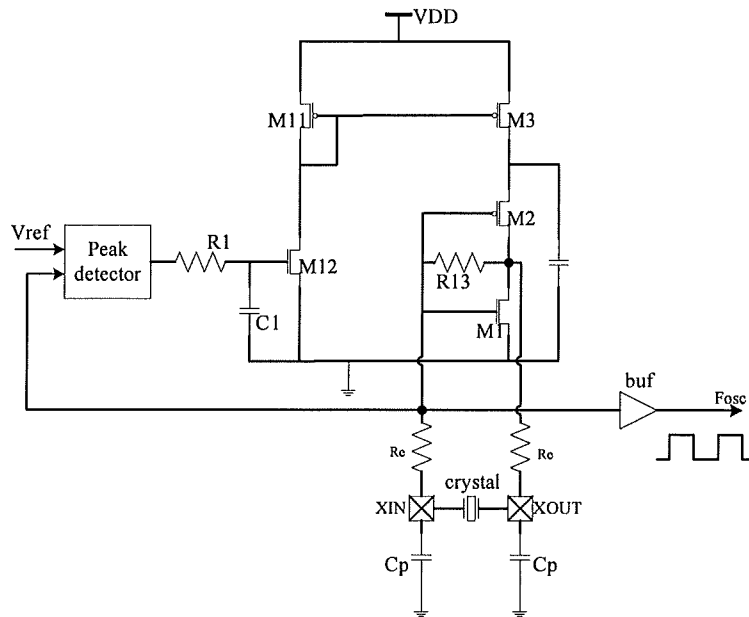 VDD
M11
M3
Vref
Peak
detector
R1
M12
M2
R13
C1
M1
buf
Fosc
Rc
Rc
crystal
XIN
XOUT
Cp
Cp